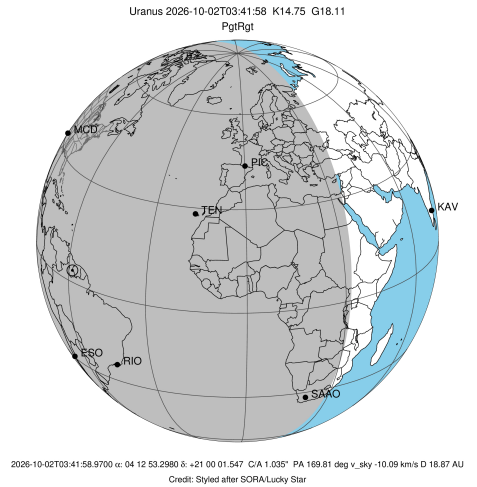 Uranus 2026-10-02T03:41:58 K14.75 G18.11
PgtRgt
MCD
PIC
TEN
KAV
ESO
RIO
SAAO
2026-10-02T03:41:58.9700 α: 04 12 53.2980 δ: +21 00 01.547 C/A 1.035" PA 169.81 deg v_sky -10.09 km/s D 18.87 AU
Credit: Styled after SORA/Lucky Star